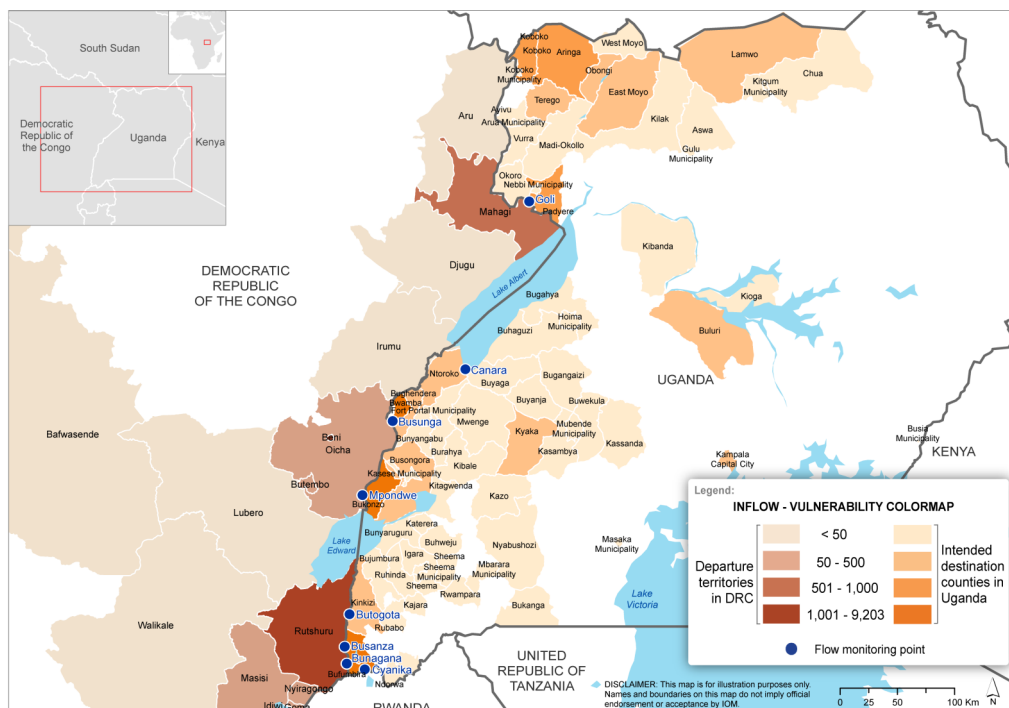 South Sudan
Democratic
Republic of
the Congo
Uganda
Kenya
Koboko
Koboko
Aringa
West Moyo
Koboko
Municipality
Obongi
Lamwo
Kitgum
Municipality
Chua
Terego
East Moyo
Aru
Ayivu
Arua Municipality
Vurra
Madi-Okollo
Kilak
Aswa
Gulu
Municipality
Okoro
Nebbi Municipality
Goli
Padyere
Mahagi
Djugu
DEMOCRATIC
REPUBLIC
OF THE CONGO
Lake Albert
Kibanda
Kioga
Buluri
Bugahya
Buhaguzi
Hoima
Municipality
Irumu
Ntoroko
Canara
UGANDA
Bughendera
Bwamba
Fort Portal Municipality
Busunga
Buyaga
Bugangaizi
Buyanja
Buwekula
Mwenge
Mubende
Municipality
Kyaka
Kassanda
Kasambya
Bafwasende
Beni
Oicha
Bunyangabu
Burahya
Busongora
Kibale
Kasese Municipality
Kitagwenda
Butembo
Mpondwe
Bukonzo
Kazo
Busia
Municipality
KENYA
Kampala
Capital City
Lubero
Lake
Edward
Bunyaruguru
Katerera
Buhweju
Bujumbura
Igara
Sheema
Sheema
Municipality
Ruhinda
Sheema
Rwampara
Mbarara
Municipality
Nyabushozi
Masaka
Municipality
Kajara
Bukanga
Kinkizi
Butogota
Rubabo
Walikale
Rutshuru
Busanza
Bunagana
Cyanika
Bufumbira
Ndorwa
Masisi
Nyiragongo
Idjwi
Goma
RWANDA
UNITED
REPUBLIC OF
TANZANIA
Lake
Victoria
Legend:
INFLOW - VULNERABILITY COLORMAP
Departure
territories
in DRC
< 50
50 - 500
501 - 1,000
1,001 - 9,203
Intended
destination
counties in
Uganda
Flow monitoring point
DISCLAIMER: This map is for illustration purposes only.
Names and boundaries on this map do not imply official
endorsement or acceptance by IOM.
0 25 50 100 Km
N